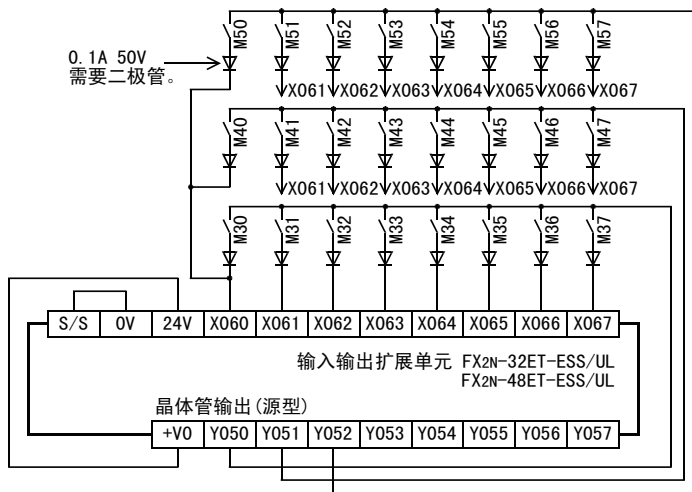 M50 M51 M52 M53 M54 M55 M56 M57
0.1A 50V
需要二极管。
X061 X062 X063 X064 X065 X066 X067
M40 M41 M42 M43 M44 M45 M46 M47
X061 X062 X063 X064 X065 X066 X067
M30 M31 M32 M33 M34 M35 M36 M37
S/S 0V 24V X060 X061 X062 X063 X064 X065 X066 X067
输入输出扩展单元 FX2N-32ET-ESS/UL
FX2N-48ET-ESS/UL
晶体管输出(源型)
+V0 Y050 Y051 Y052 Y053 Y054 Y055 Y056 Y057